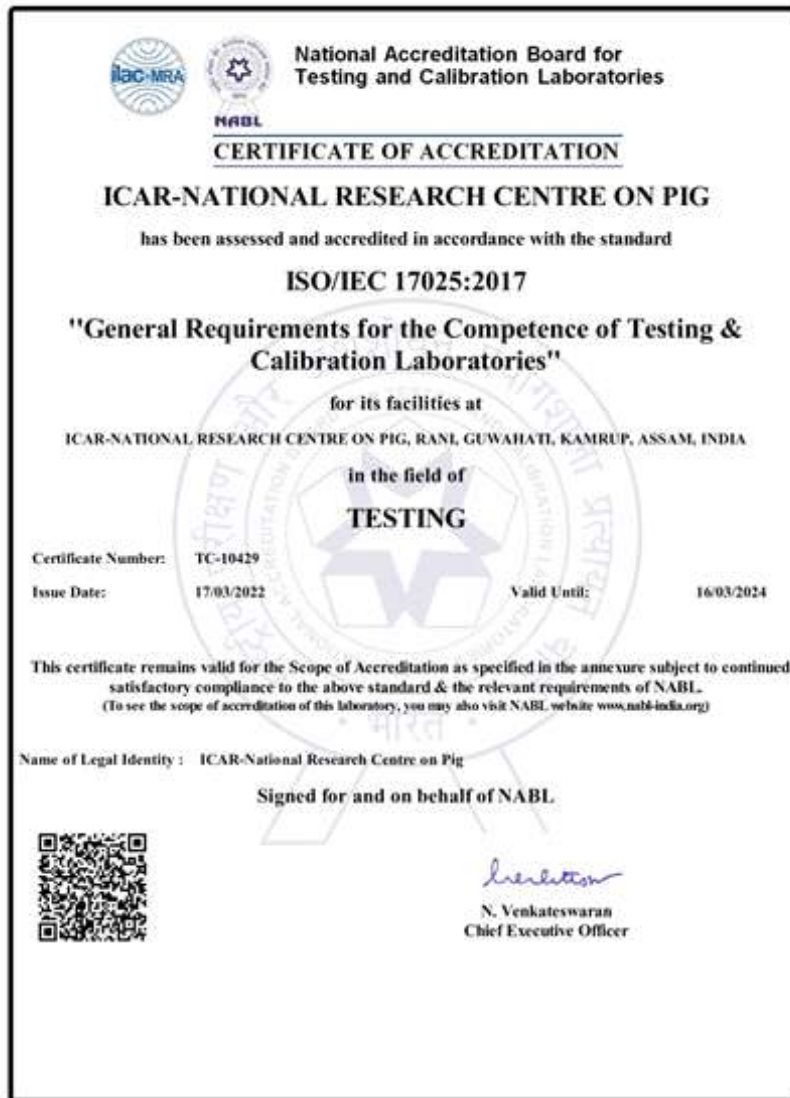 ilac-MRA
NABL
National Accreditation Board for
Testing and Calibration Laboratories
CERTIFICATE OF ACCREDITATION
ICAR-NATIONAL RESEARCH CENTRE ON PIG
has been assessed and accredited in accordance with the standard
ISO/IEC 17025:2017
"General Requirements for the Competence of Testing &
Calibration Laboratories"
for its facilities at
ICAR-NATIONAL RESEARCH CENTRE ON PIG, RANI, GUWAHATI, KAMRUP, ASSAM, INDIA
in the field of
TESTING
Certificate Number: TC-10429
Issue Date: 17/03/2022 Valid Until: 16/03/2024
This certificate remains valid for the Scope of Accreditation as specified in the annexure subject to continued
satisfactory compliance to the above standard & the relevant requirements of NABL.
(To see the scope of accreditation of this laboratory, you may also visit NABL website www.nabl-india.org)
भारत
Name of Legal Identity : ICAR-National Research Centre on Pig
Signed for and on behalf of NABL
N. Venkateswaran
Chief Executive Officer